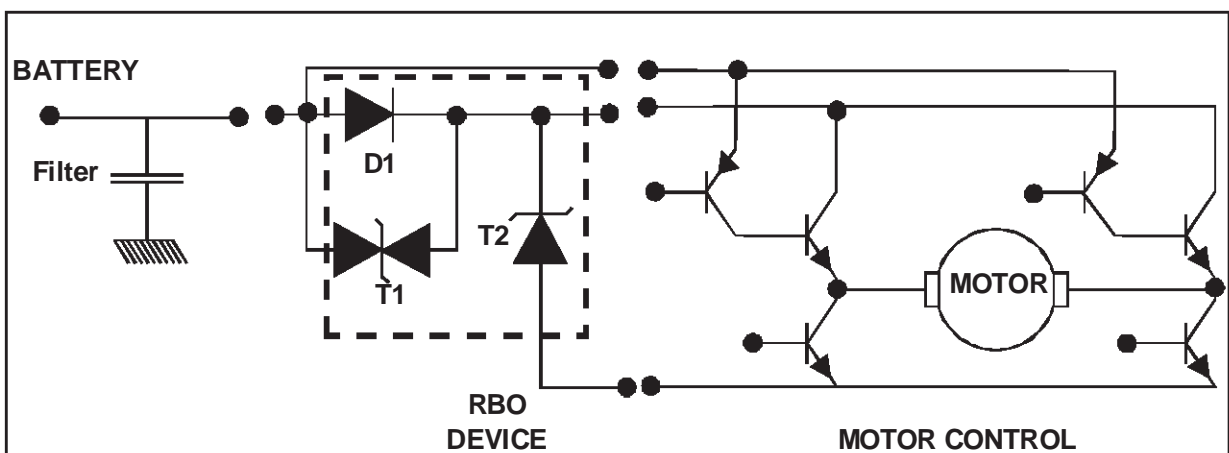 BATTERY
Filter
D1
T1
T2
RBO
DEVICE
MOTOR
MOTOR CONTROL